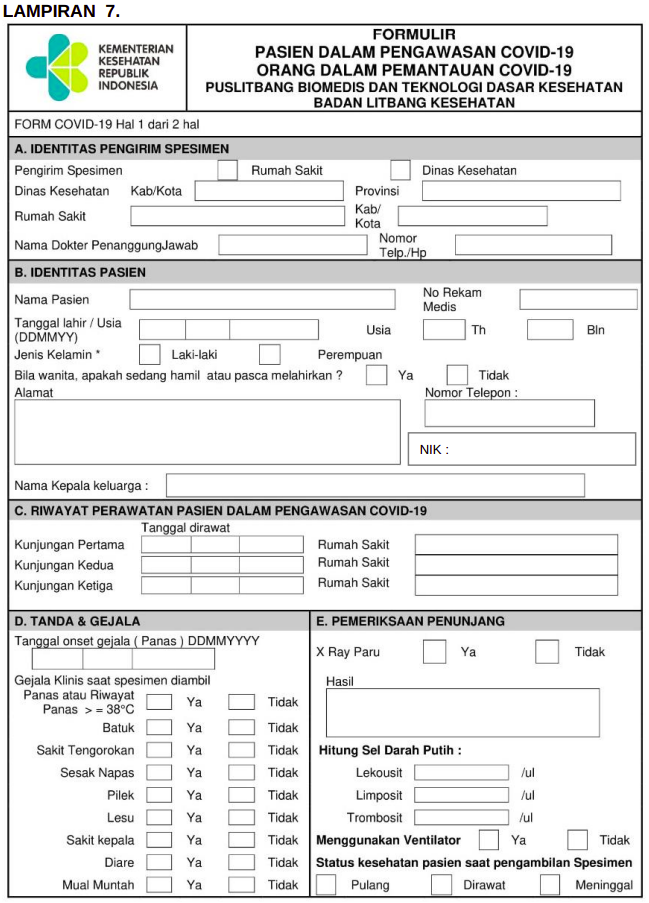 LAMPIRAN 7.
KEMENTERIAN
KESEHATAN
REPUBLIK
INDONESIA
FORMULIR
PASIEN DALAM PENGAWASAN COVID-19
ORANG DALAM PEMANTAUAN COVID-19
PUSLITBANG BIOMEDIS DAN TEKNOLOGI DASAR KESEHATAN
BADAN LITBANG KESEHATAN
FORM COVID-19 Hal 1 dari 2 hal
A. IDENTITAS PENGIRIM SPESIMEN
Pengirim Spesimen Rumah Sakit Dinas Kesehatan
Dinas Kesehatan Kab/Kota Provinsi
Rumah Sakit Kab/
Kota
Nama Dokter PenanggungJawab Nomor
Telp./Hp
B. IDENTITAS PASIEN
Nama Pasien No Rekam
Medis
Tanggal lahir / Usia
(DDMMYY) Usia Th Bln
Jenis Kelamin * Laki-laki Perempuan
Bila wanita, apakah sedang hamil atau pasca melahirkan ? Ya Tidak
Alamat Nomor Telepon :
NIK :
Nama Kepala keluarga :
C. RIWAYAT PERAWATAN PASIEN DALAM PENGAWASAN COVID-19
Tanggal dirawat
Kunjungan Pertama Rumah Sakit
Kunjungan Kedua Rumah Sakit
Kunjungan Ketiga Rumah Sakit
D. TANDA & GEJALA
Tanggal onset gejala ( Panas ) DDMMYYYY
Gejala Klinis saat spesimen diambil
Panas atau Riwayat
Panas > = 38°C Ya Tidak
Batuk Ya Tidak
Sakit Tengorokan Ya Tidak
Sesak Napas Ya Tidak
Pilek Ya Tidak
Lesu Ya Tidak
Sakit kepala Ya Tidak
Diare Ya Tidak
Mual Muntah Ya Tidak
E. PEMERIKSAAN PENUNJANG
X Ray Paru Ya Tidak
Hasil
Hitung Sel Darah Putih :
Lekousit /ul
Limposit /ul
Trombosit /ul
Menggunakan Ventilator Ya Tidak
Status kesehatan pasien saat pengambilan Spesimen
Pulang Dirawat Meninggal